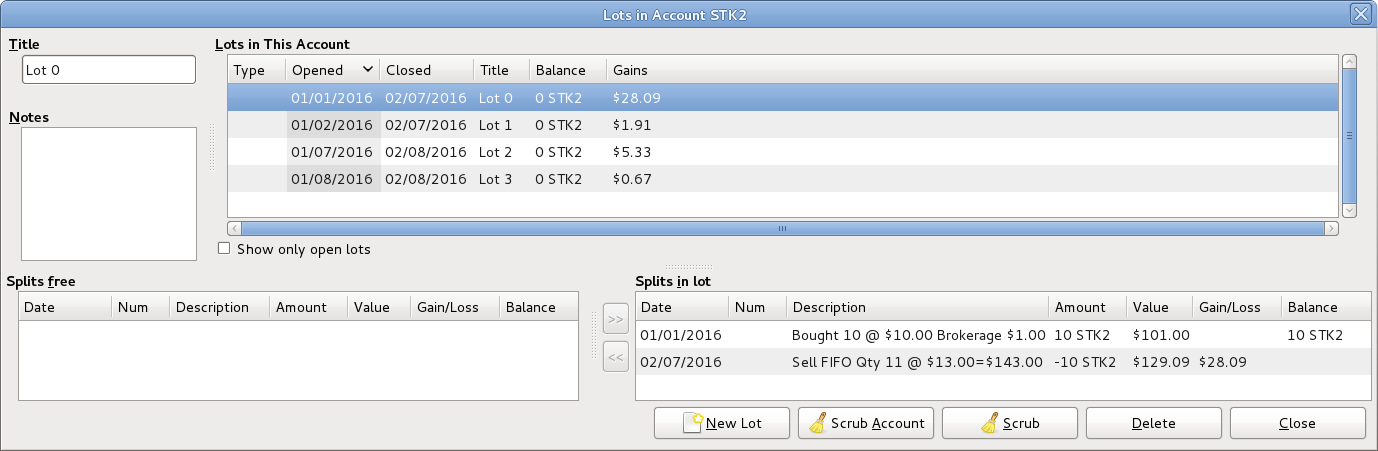 Lots in Account STK2
Title
Lot 0
Notes
Lots in This Account
Type Opened Closed Title Balance Gains
01/01/2016 02/07/2016 Lot 0 0 STK2 $28.09
01/02/2016 02/07/2016 Lot 1 0 STK2 $1.91
01/07/2016 02/08/2016 Lot 2 0 STK2 $5.33
01/08/2016 02/08/2016 Lot 3 0 STK2 $0.67
Show only open lots
Splits free
Date Num Description Amount Value Gain/Loss Balance
>>
<<
Splits in lot
Date Num Description Amount Value Gain/Loss Balance
01/01/2016 Bought 10 @ $10.00 Brokerage $1.00 10 STK2 $101.00 10 STK2
02/07/2016 Sell FIFO Qty 11 @ $13.00=$143.00 -10 STK2 $129.09 $28.09
New Lot Scrub Account Scrub Delete Close